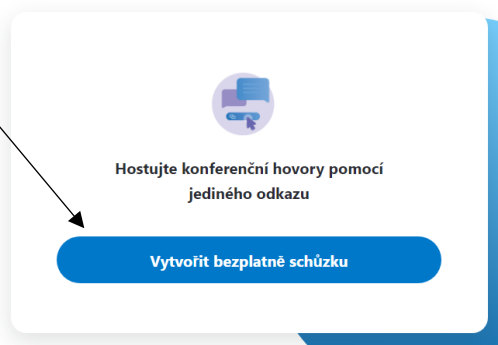 Hostujte konferenční hovory pomocí
jediného odkazu
Vytvořit bezplatně schůzku